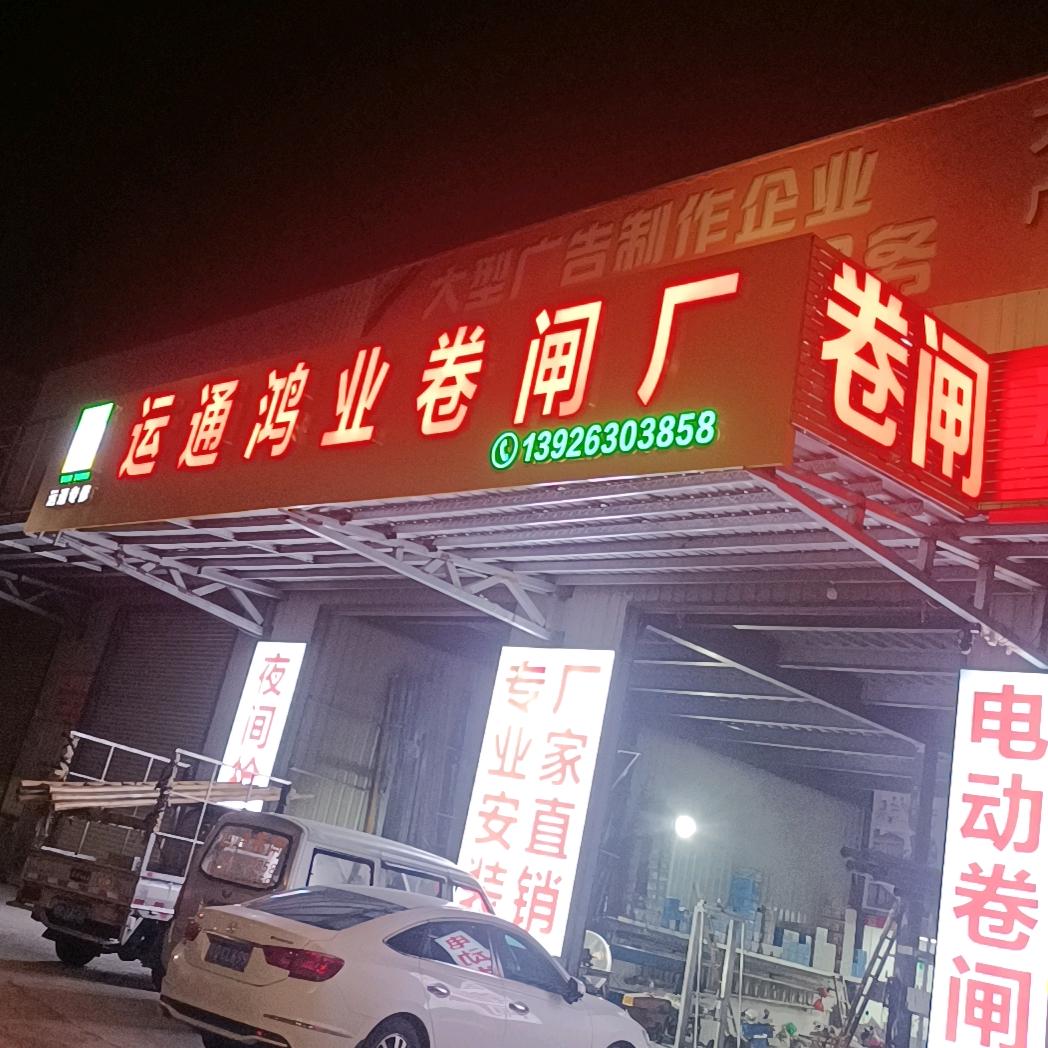 大型广告制作企业
务
运通鸿业卷闸厂
13926303858
卷闸
夜间
厂家直销
专业安装
电动卷闸